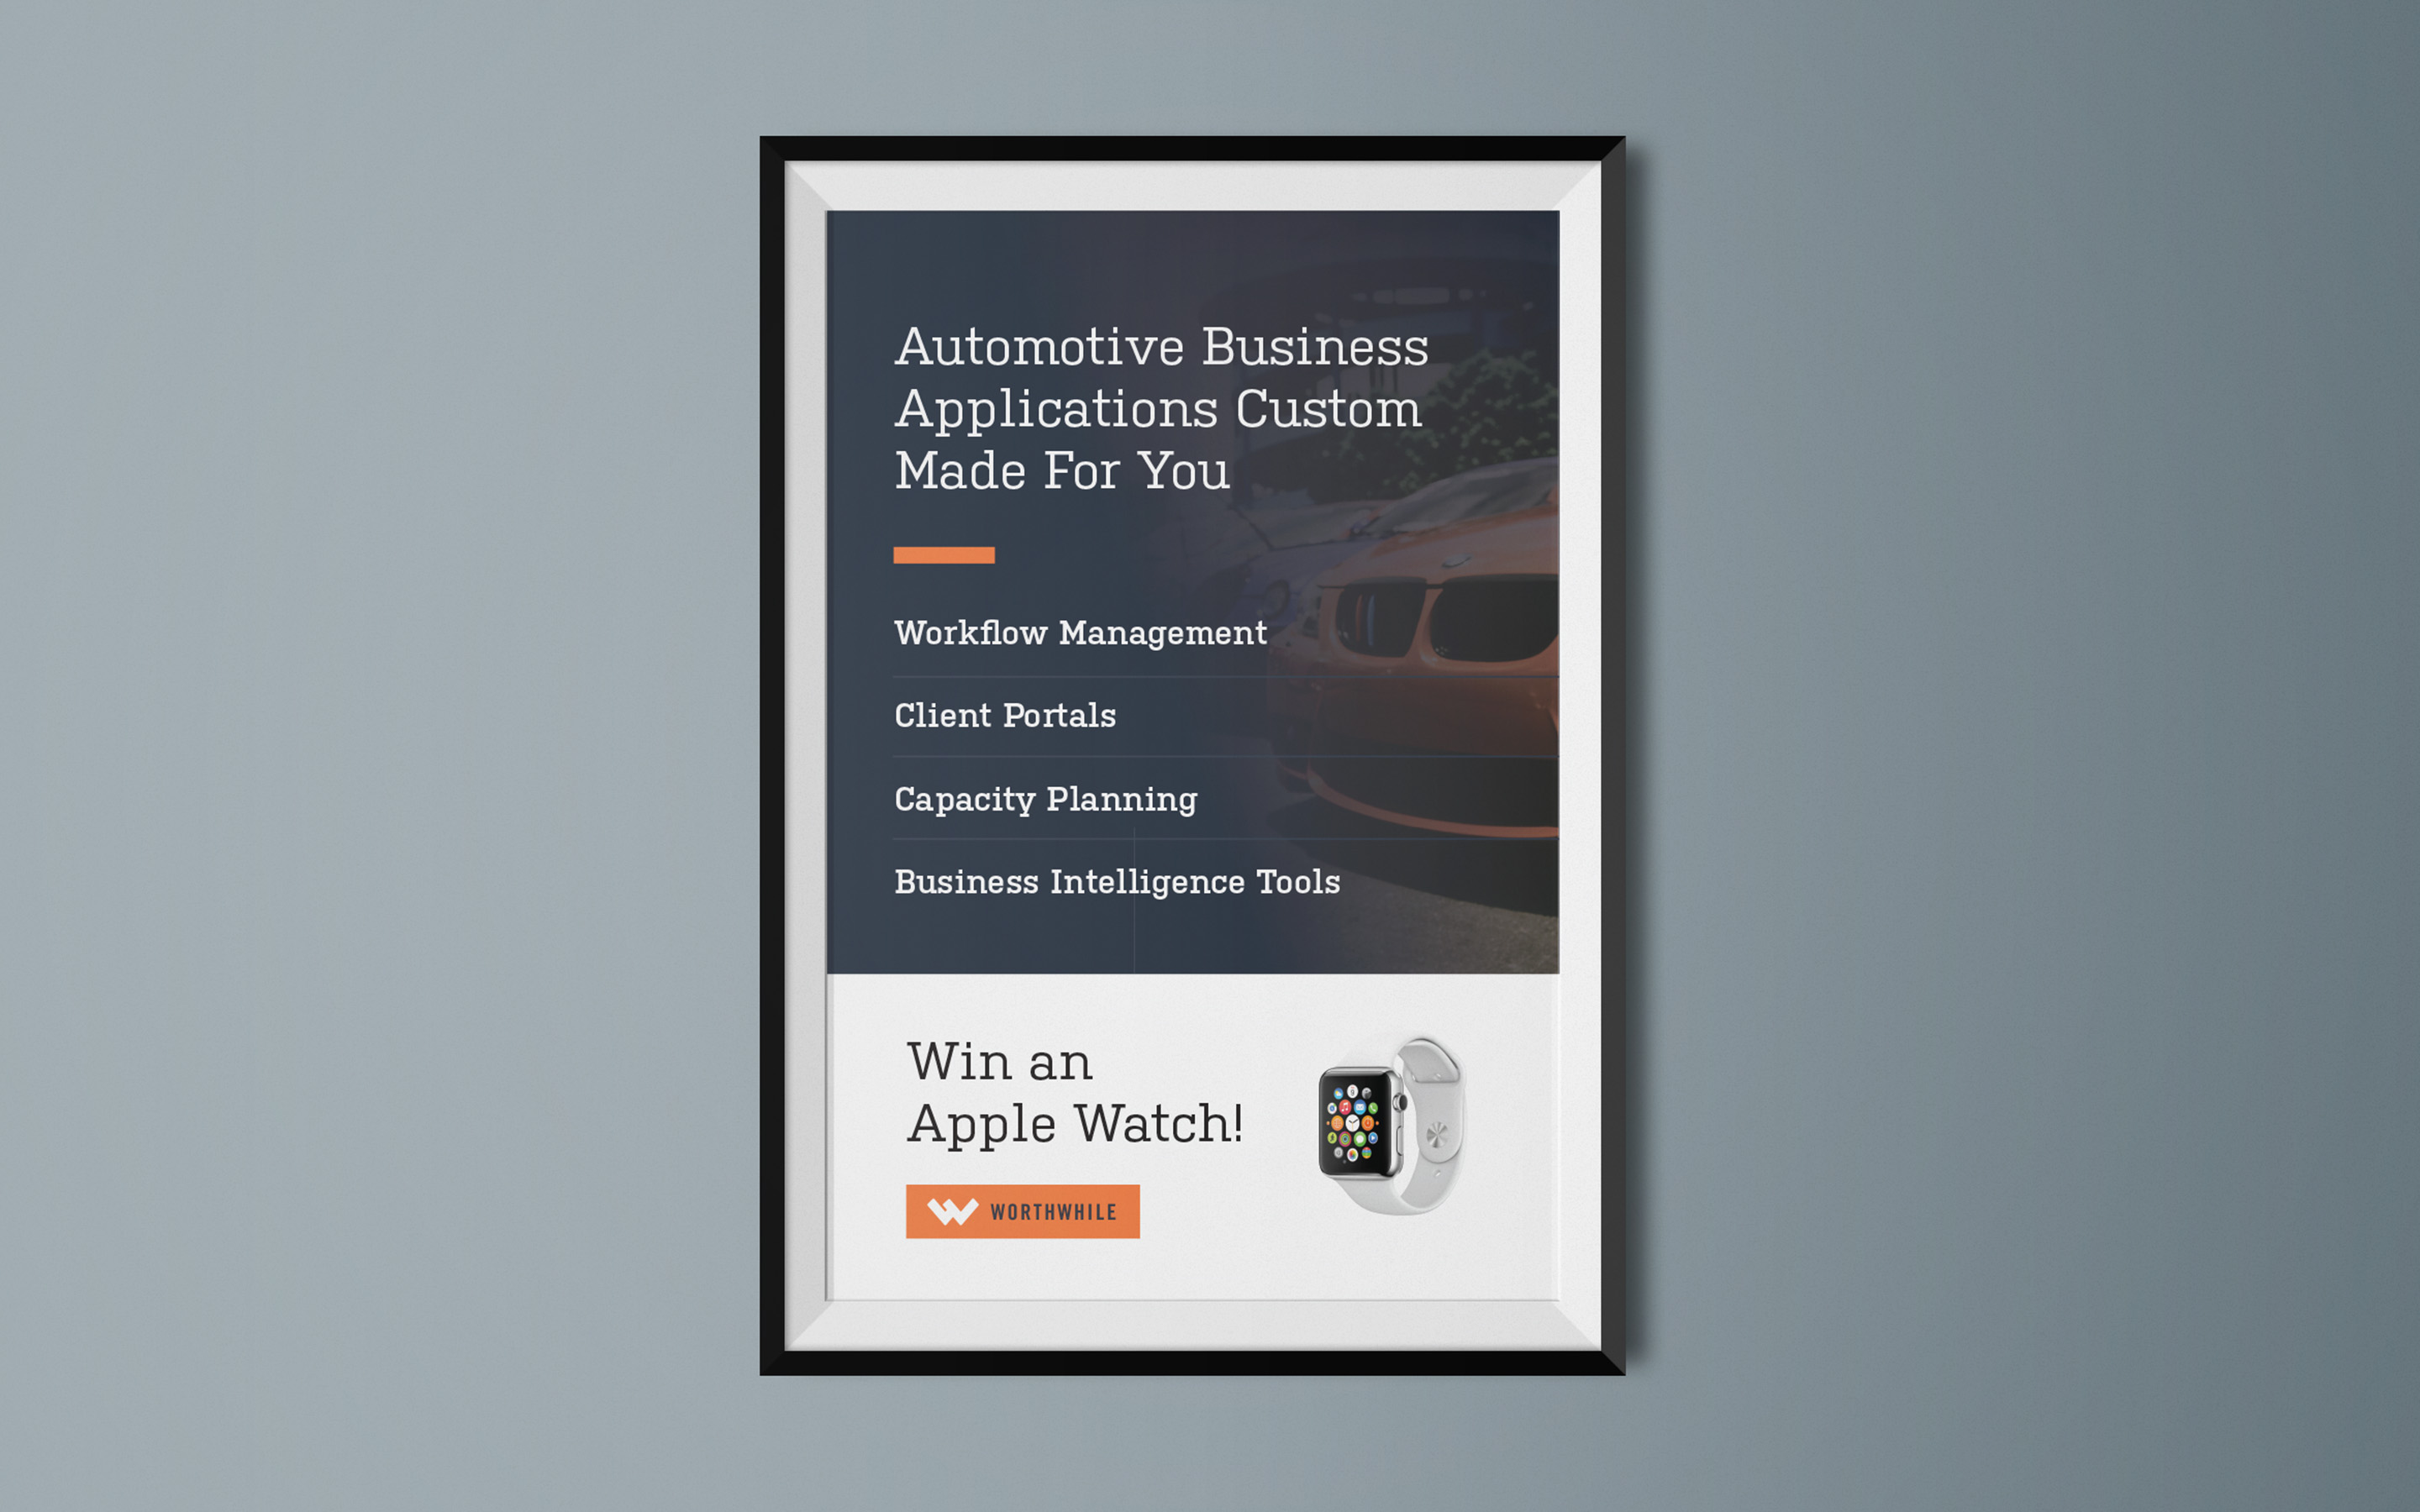 Automotive Business
Applications Custom
Made For You
Workflow Management
Client Portals
Capacity Planning
Business Intelligence Tools
Win an
Apple Watch!
WORTHWHILE